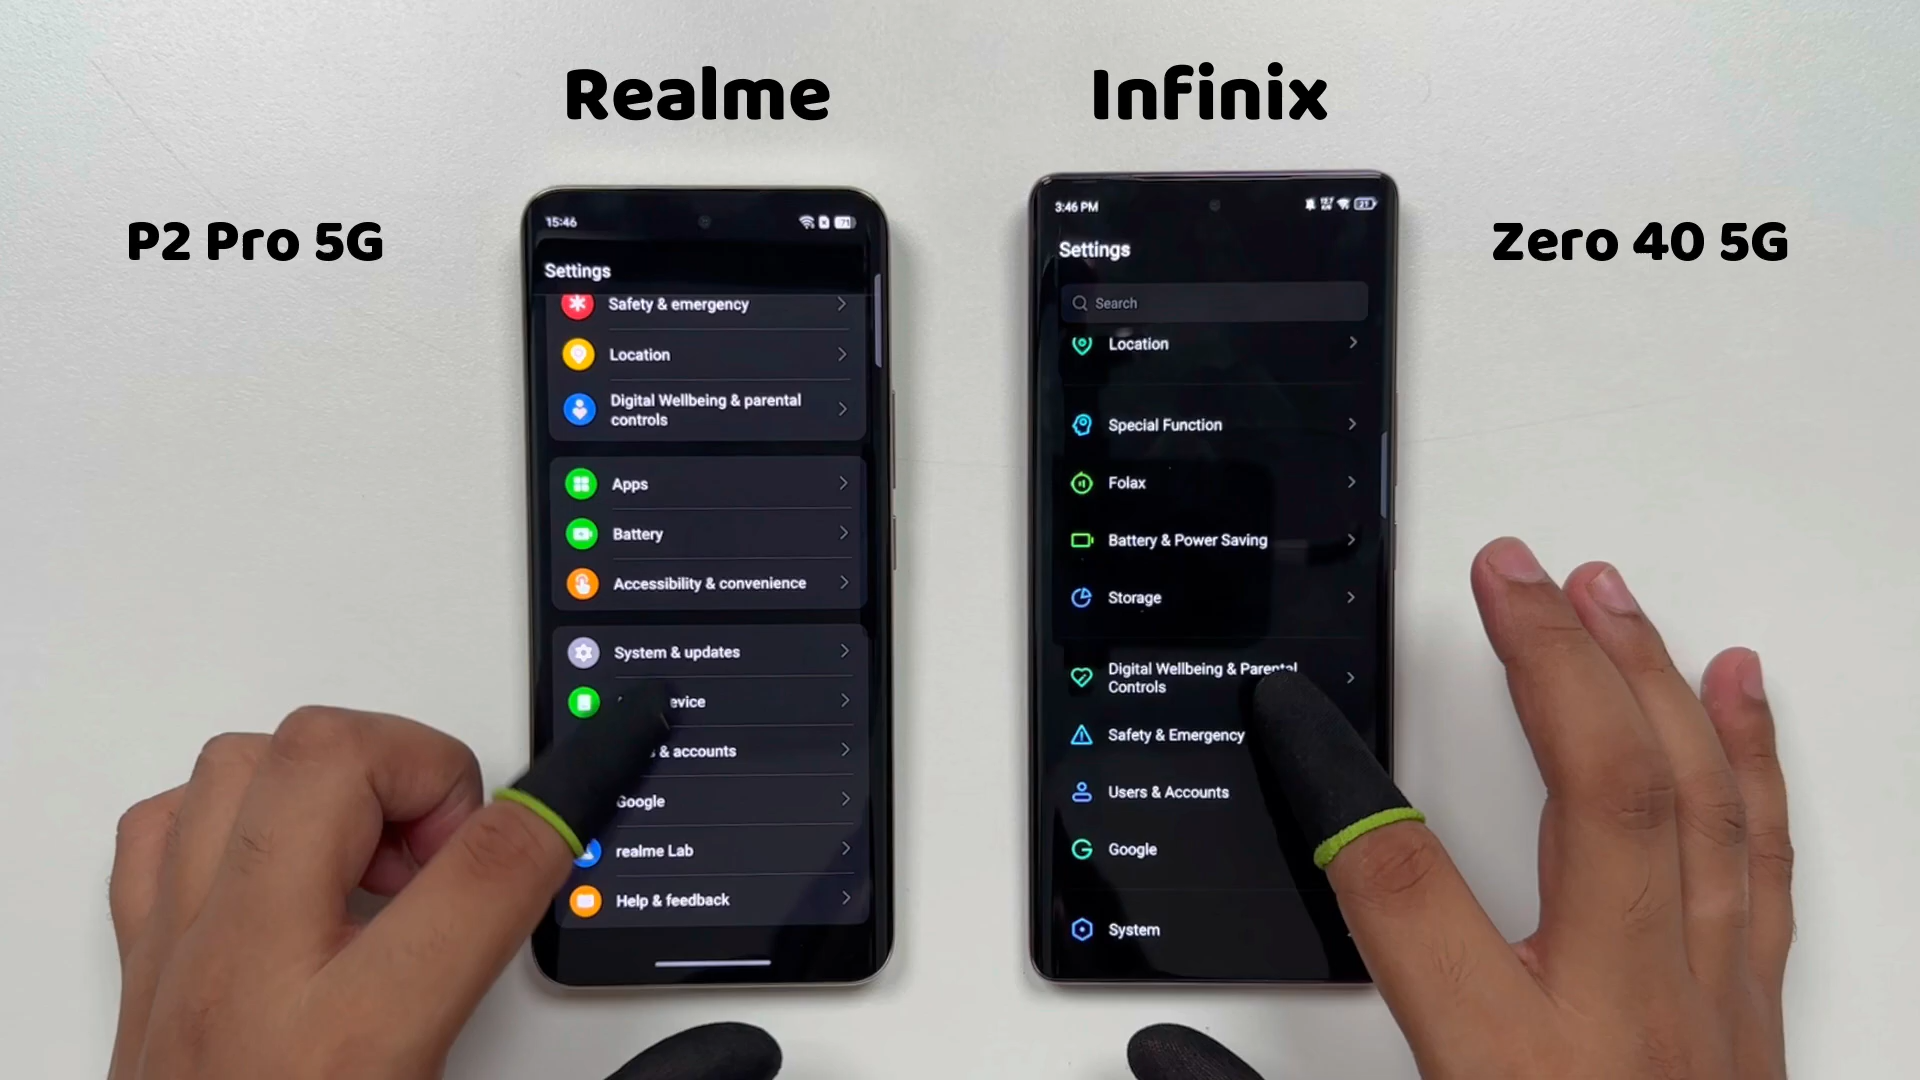 Realme
Infinix
P2 Pro 5G
Zero 40 5G
15:46
71
Settings
Safety & emergency
Location
Digital Wellbeing & parental
controls
Apps
Battery
Accessibility & convenience
System & updates
evice
& accounts
Google
realme Lab
Help & feedback
3:46 PM
21
Settings
Search
Location
Special Function
Folax
Battery & Power Saving
Storage
Digital Wellbeing & Parental
Controls
Safety & Emergency
Users & Accounts
Google
System